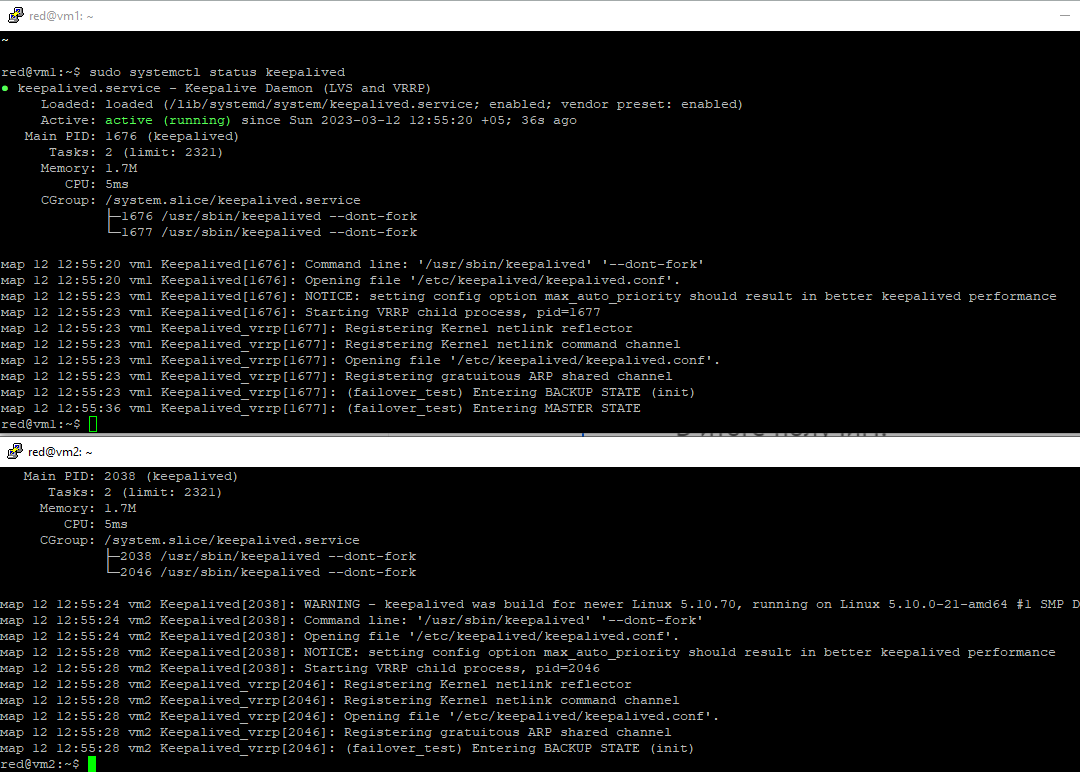 red@vm1: ~
~
red@vm1:~$ sudo systemctl status keepalived
● keepalived.service - Keepalive Daemon (LVS and VRRP)
Loaded: loaded (/lib/systemd/system/keepalived.service; enabled; vendor preset: enabled)
Active: active (running) since Sun 2023-03-12 12:55:20 +05; 36s ago
Main PID: 1676 (keepalived)
Tasks: 2 (limit: 2321)
Memory: 1.7M
CPU: 5ms
CGroup: /system.slice/keepalived.service
├─1676 /usr/sbin/keepalived --dont-fork
└─1677 /usr/sbin/keepalived --dont-fork
мар 12 12:55:20 vm1 Keepalived[1676]: Command line: '/usr/sbin/keepalived' '--dont-fork'
мар 12 12:55:20 vm1 Keepalived[1676]: Opening file '/etc/keepalived/keepalived.conf'.
мар 12 12:55:23 vm1 Keepalived[1676]: NOTICE: setting config option max_auto_priority should result in better keepalived performance
мар 12 12:55:23 vm1 Keepalived[1676]: Starting VRRP child process, pid=1677
мар 12 12:55:23 vm1 Keepalived_vrrp[1677]: Registering Kernel netlink reflector
мар 12 12:55:23 vm1 Keepalived_vrrp[1677]: Registering Kernel netlink command channel
мар 12 12:55:23 vm1 Keepalived_vrrp[1677]: Opening file '/etc/keepalived/keepalived.conf'.
мар 12 12:55:23 vm1 Keepalived_vrrp[1677]: Registering gratuitous ARP shared channel
мар 12 12:55:23 vm1 Keepalived_vrrp[1677]: (failover_test) Entering BACKUP STATE (init)
мар 12 12:55:36 vm1 Keepalived_vrrp[1677]: (failover_test) Entering MASTER STATE
red@vm1:~$
red@vm2: ~
Main PID: 2038 (keepalived)
Tasks: 2 (limit: 2321)
Memory: 1.7M
CPU: 5ms
CGroup: /system.slice/keepalived.service
├─2038 /usr/sbin/keepalived --dont-fork
└─2046 /usr/sbin/keepalived --dont-fork
мар 12 12:55:24 vm2 Keepalived[2038]: WARNING - keepalived was build for newer Linux 5.10.70, running on Linux 5.10.0-21-amd64 #1 SMP D
мар 12 12:55:24 vm2 Keepalived[2038]: Command line: '/usr/sbin/keepalived' '--dont-fork'
мар 12 12:55:24 vm2 Keepalived[2038]: Opening file '/etc/keepalived/keepalived.conf'.
мар 12 12:55:28 vm2 Keepalived[2038]: NOTICE: setting config option max_auto_priority should result in better keepalived performance
мар 12 12:55:28 vm2 Keepalived[2038]: Starting VRRP child process, pid=2046
мар 12 12:55:28 vm2 Keepalived_vrrp[2046]: Registering Kernel netlink reflector
мар 12 12:55:28 vm2 Keepalived_vrrp[2046]: Registering Kernel netlink command channel
мар 12 12:55:28 vm2 Keepalived_vrrp[2046]: Opening file '/etc/keepalived/keepalived.conf'.
мар 12 12:55:28 vm2 Keepalived_vrrp[2046]: Registering gratuitous ARP shared channel
мар 12 12:55:28 vm2 Keepalived_vrrp[2046]: (failover_test) Entering BACKUP STATE (init)
red@vm2:~$